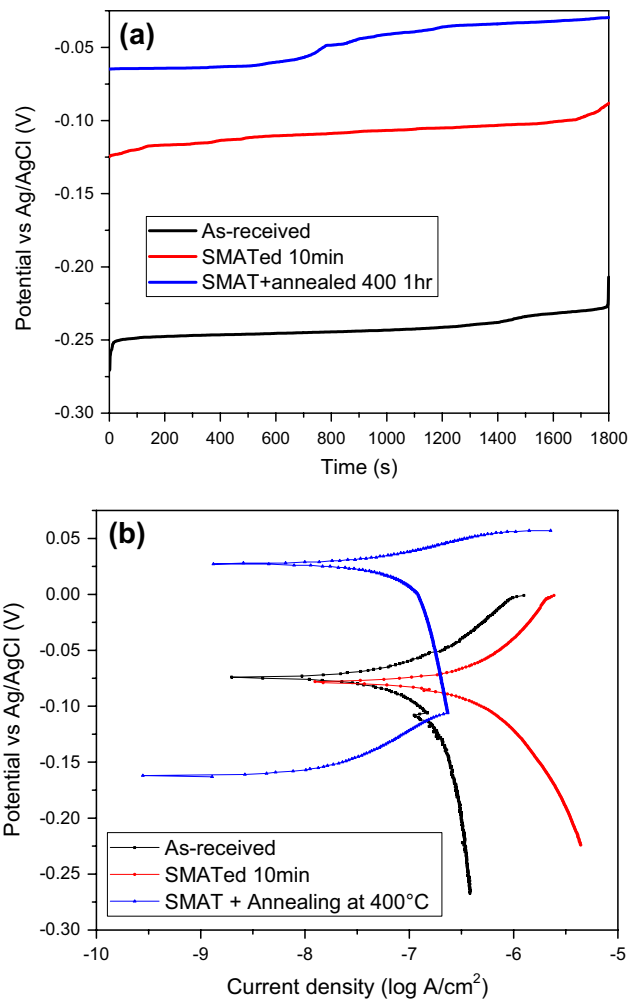 (a)
-0.05
-0.10
-0.15
-0.20
-0.25
-0.30
Potential vs Ag/AgCl (V)
As-received
SMATed 10min
SMAT+annealed 400 1hr
0 200 400 600 800 1000 1200 1400 1600 1800
Time (s)
(b)
0.05
0.00
-0.05
-0.10
-0.15
-0.20
-0.25
-0.30
Potential vs Ag/AgCl (V)
As-received
SMATed 10min
SMAT + Annealing at 400°C
-10 -9 -8 -7 -6 -5
Current density (log A/cm²)